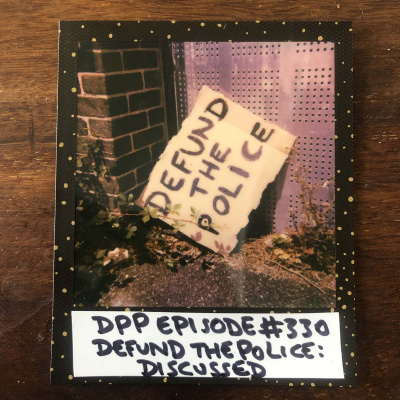 DEFUND
THE
POLICE
DPP EPISODE #330
DEFUND THE POLICE:
DISCUSSED